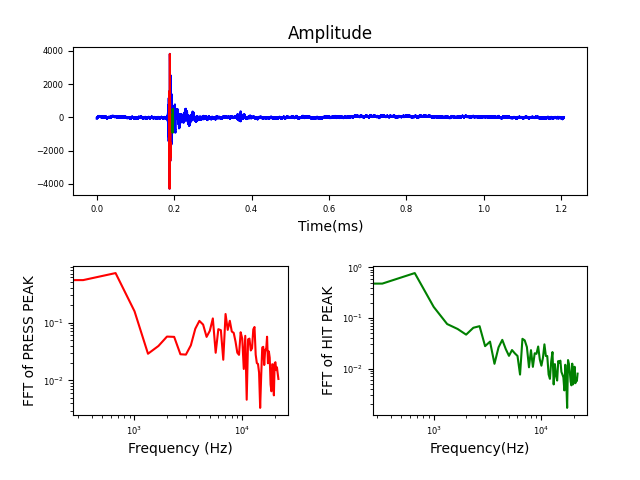 Amplitude
4000
2000
0
−2000
−4000
0.0 0.2 0.4 0.6 0.8 1.0 1.2
Time(ms)
FFT of PRESS PEAK
10⁻¹
10⁻²
10³ 10⁴
Frequency (Hz)
FFT of HIT PEAK
10⁰
10⁻¹
10⁻²
10³ 10⁴
Frequency(Hz)